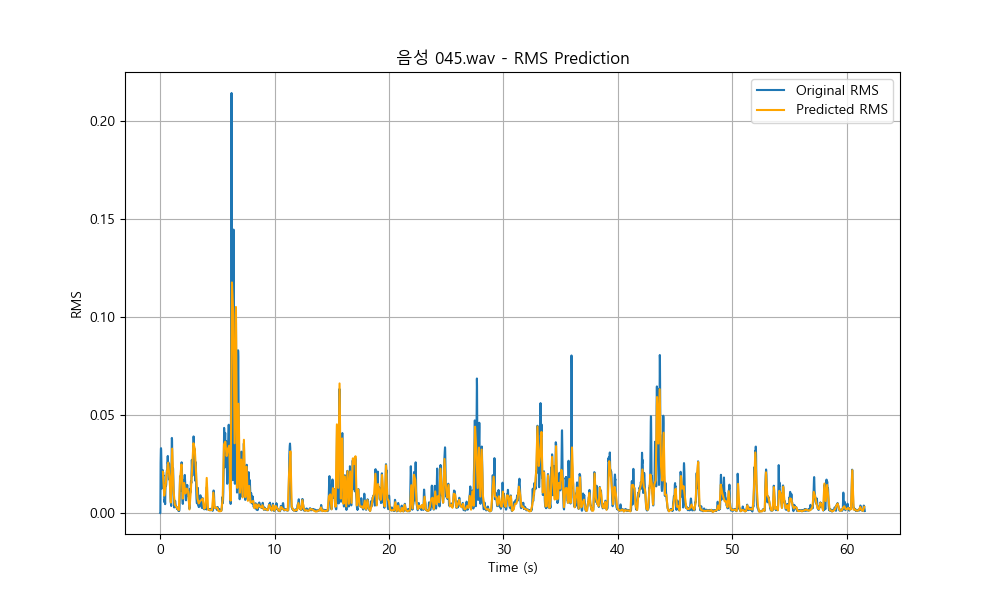 음성 045.wav - RMS Prediction
Original RMS
Predicted RMS
0.20
0.15
0.10
0.05
0.00
RMS
0 10 20 30 40 50 60
Time (s)